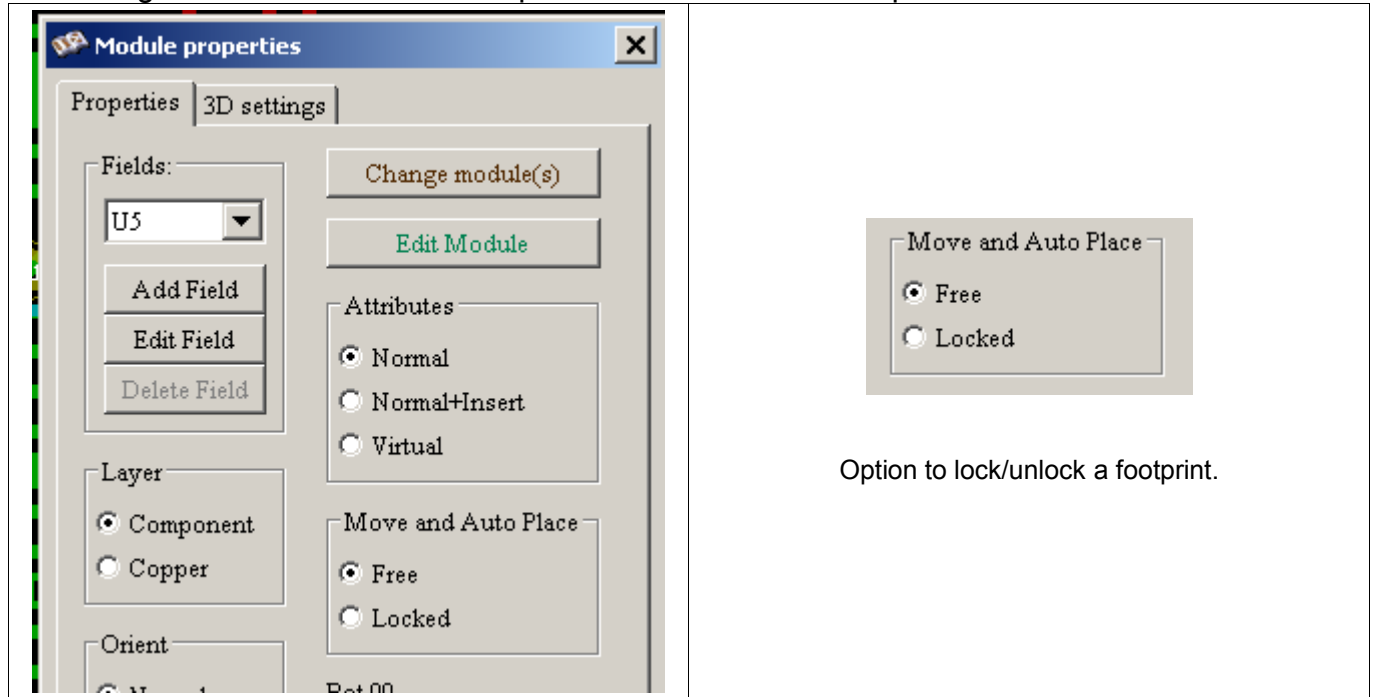 Module properties
Properties 3D settings
Fields:
U5
Add Field
Edit Field
Delete Field
Layer
Component
Copper
Orient
Change module(s)
Edit Module
Attributes
Normal
Normal+Insert
Virtual
Move and Auto Place
Free
Locked
Move and Auto Place
Free
Locked
Option to lock/unlock a footprint.